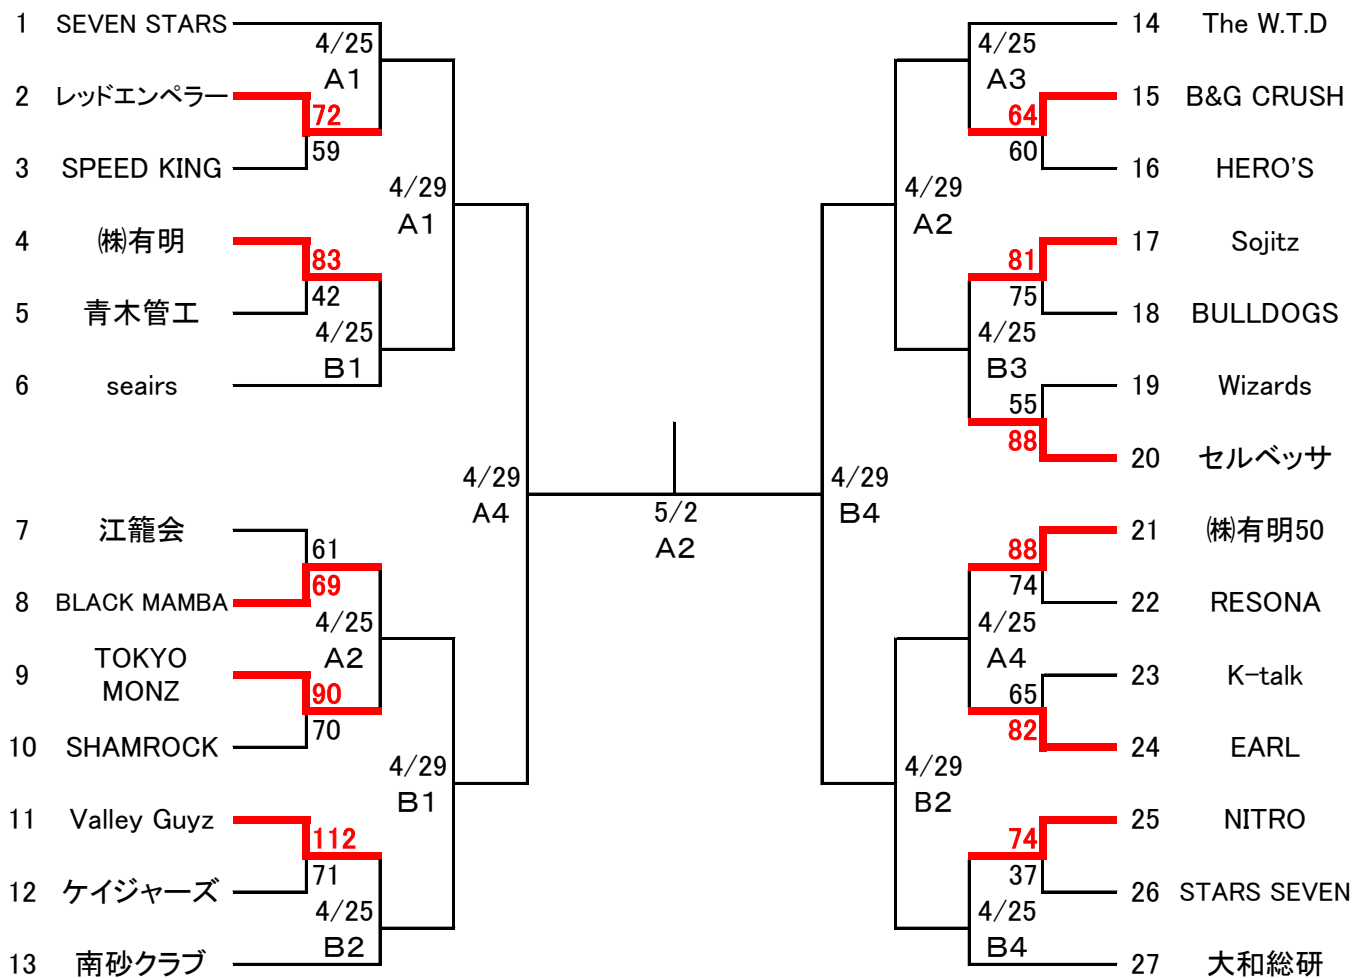 1 SEVEN STARS
2 レッドエンペラー
3 SPEED KING
4 ㈱有明
5 青木管工
6 seairs
7 江籠会
8 BLACK MAMBA
9 TOKYO
MONZ
10 SHAMROCK
11 Valley Guyz
12 ケイジャーズ
13 南砂クラブ
4/25
A1
72
59
83
42
4/25
B1
61
69
4/25
A2
90
70
112
71
4/25
B2
4/29
A1
4/29
B1
4/29
A4
5/2
A2
4/29
B4
4/29
A2
4/29
B2
4/25
A3
64
60
81
75
4/25
B3
55
88
88
74
4/25
A4
65
82
74
37
4/25
B4
14 The W.T.D
15 B&G CRUSH
16 HERO'S
17 Sojitz
18 BULLDOGS
19 Wizards
20 セルベッサ
21 ㈱有明50
22 RESONA
23 K-talk
24 EARL
25 NITRO
26 STARS SEVEN
27 大和総研